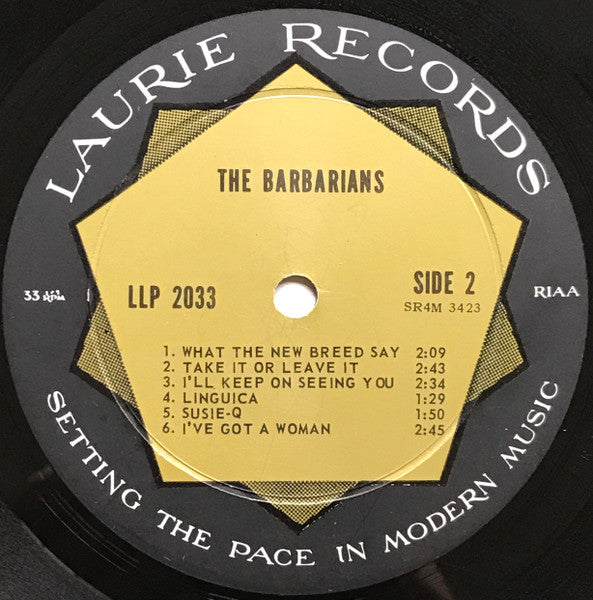 LAURIE RECORDS
THE BARBARIANS
33 1/3 RPM
LLP 2033
SIDE 2
SR4M 3423
RIAA
1. WHAT THE NEW BREED SAY 2:09
2. TAKE IT OR LEAVE IT 2:43
3. I'LL KEEP ON SEEING YOU 2:34
4. LINGUICA 1:29
5. SUSIE-Q 1:50
6. I'VE GOT A WOMAN 2:45
SETTING THE PACE IN MODERN MUSIC